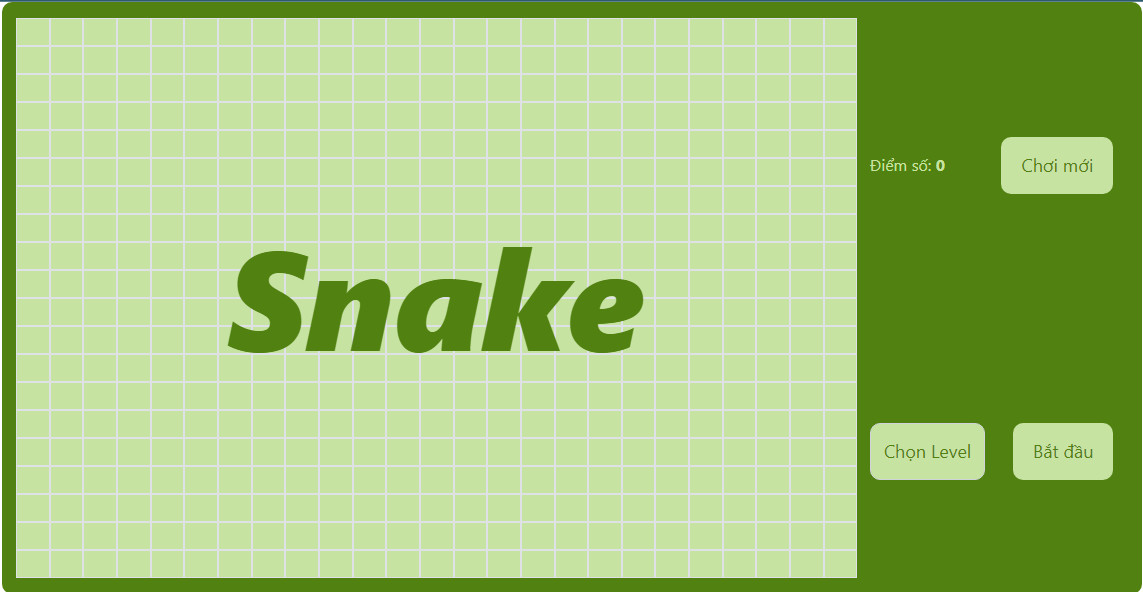 Snake
Điểm số: 0
Chơi mới
Chọn Level
Bắt đầu